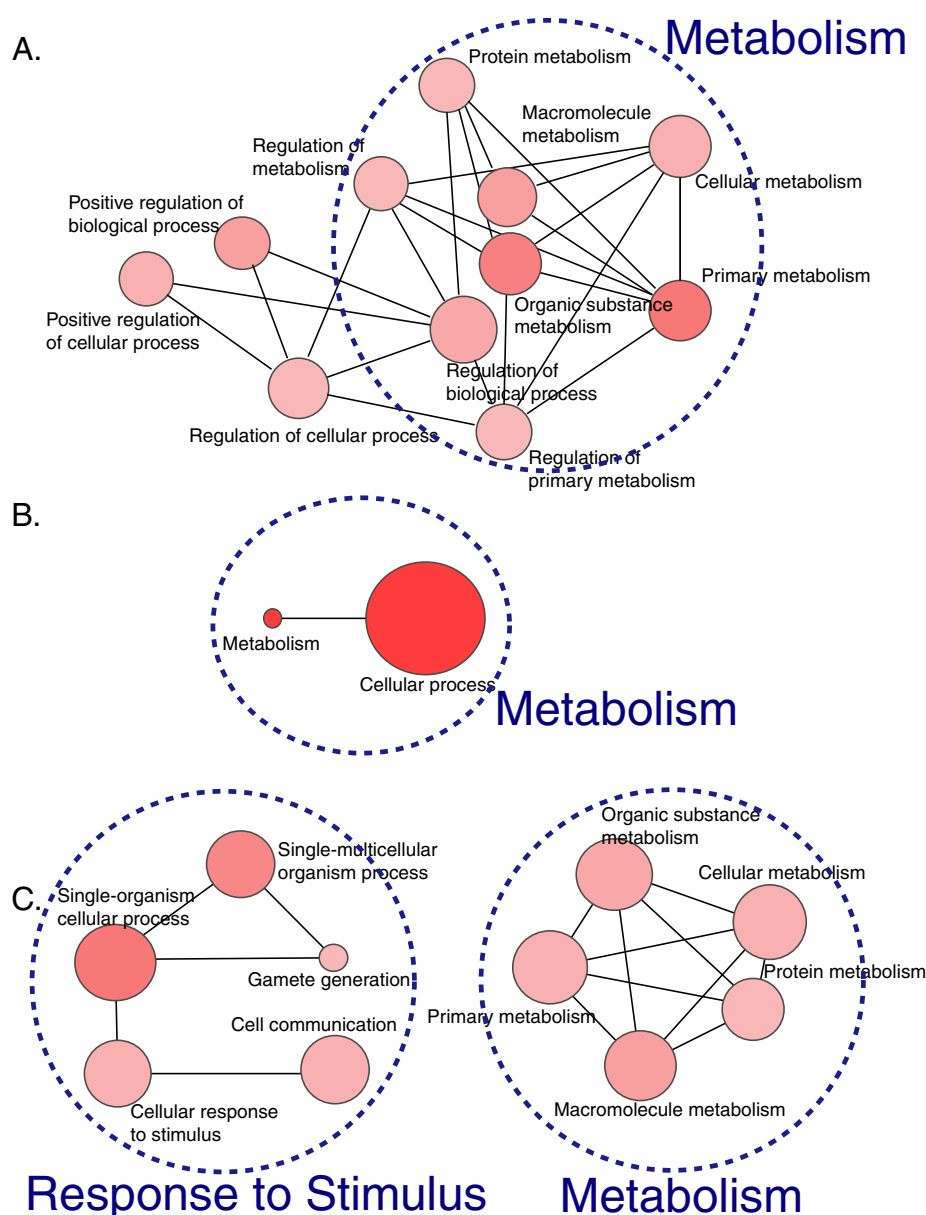 A.
Metabolism
Protein metabolism
Macromolecule
metabolism
Regulation of
metabolism
Cellular metabolism
Positive regulation of
biological process
Primary metabolism
Positive regulation
of cellular process
Organic substance
metabolism
Regulation of
biological process
Regulation of cellular process
Regulation of
primary metabolism
B.
Metabolism
Cellular process
Metabolism
C.
Single-multicellular
organism process
Single-organism
cellular process
Gamete generation
Cell communication
Cellular response
to stimulus
Response to Stimulus
Organic substance
metabolism
Cellular metabolism
Protein metabolism
Primary metabolism
Macromolecule metabolism
Metabolism